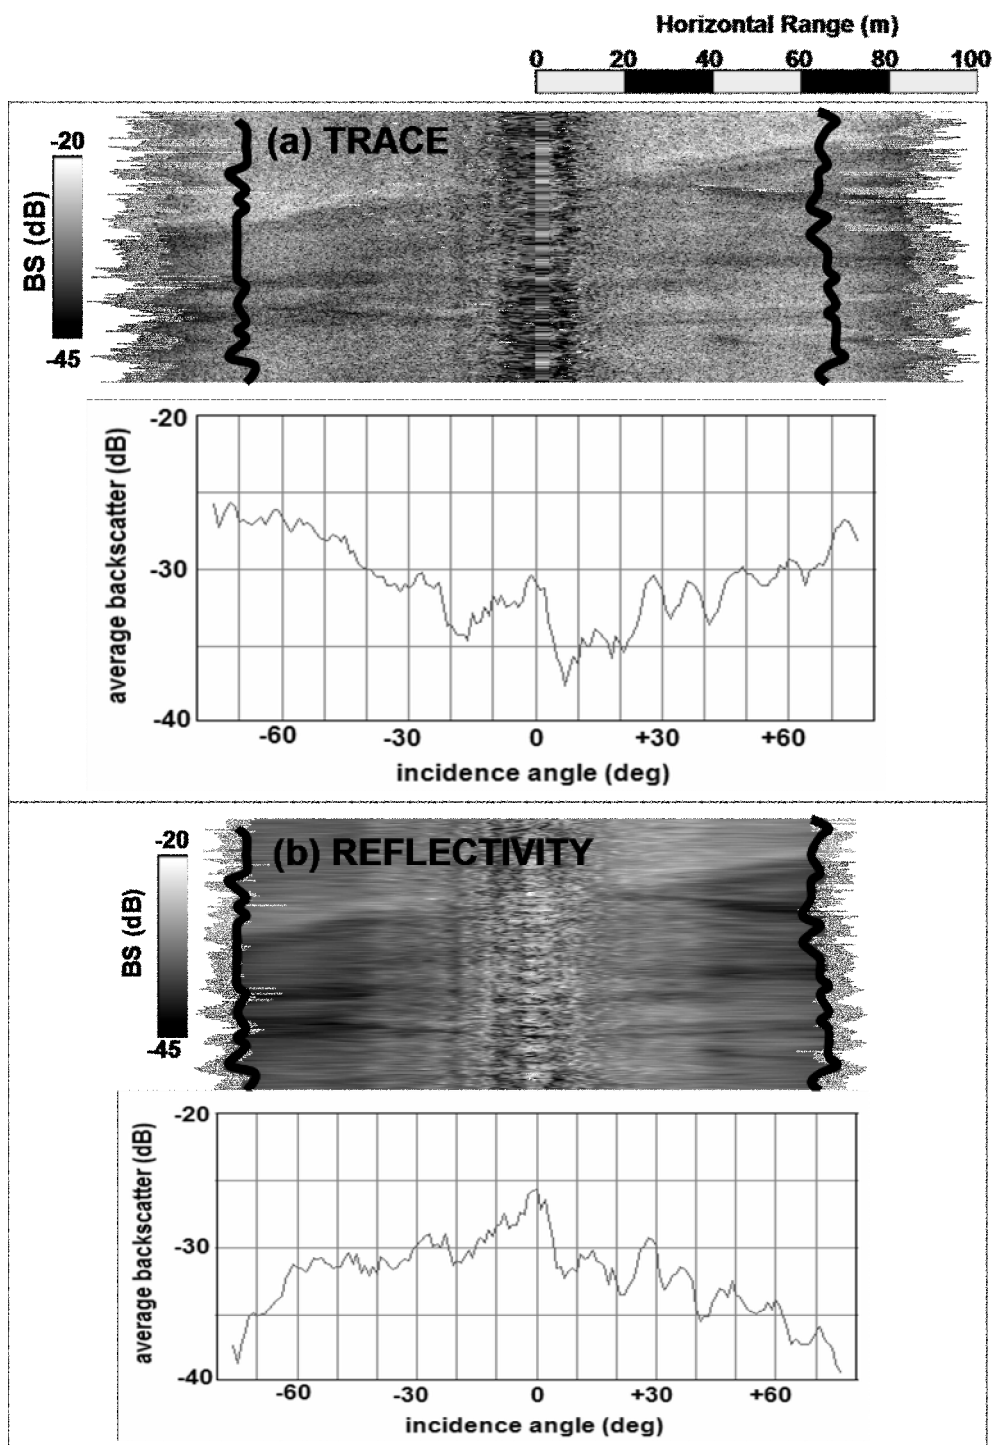 Horizontal Range (m)
0 20 40 60 80 100
(a) TRACE
-20
BS (dB)
-45
-20
-30
-40
average backscatter (dB)
-60 -30 0 +30 +60
incidence angle (deg)
(b) REFLECTIVITY
-20
BS (dB)
-45
-20
-30
-40
average backscatter (dB)
-60 -30 0 +30 +60
incidence angle (deg)